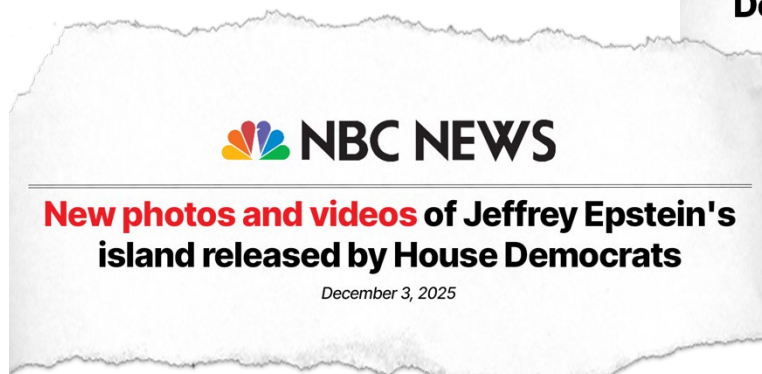 NBC NEWS
New photos and videos of Jeffrey Epstein's
island released by House Democrats
December 3, 2025